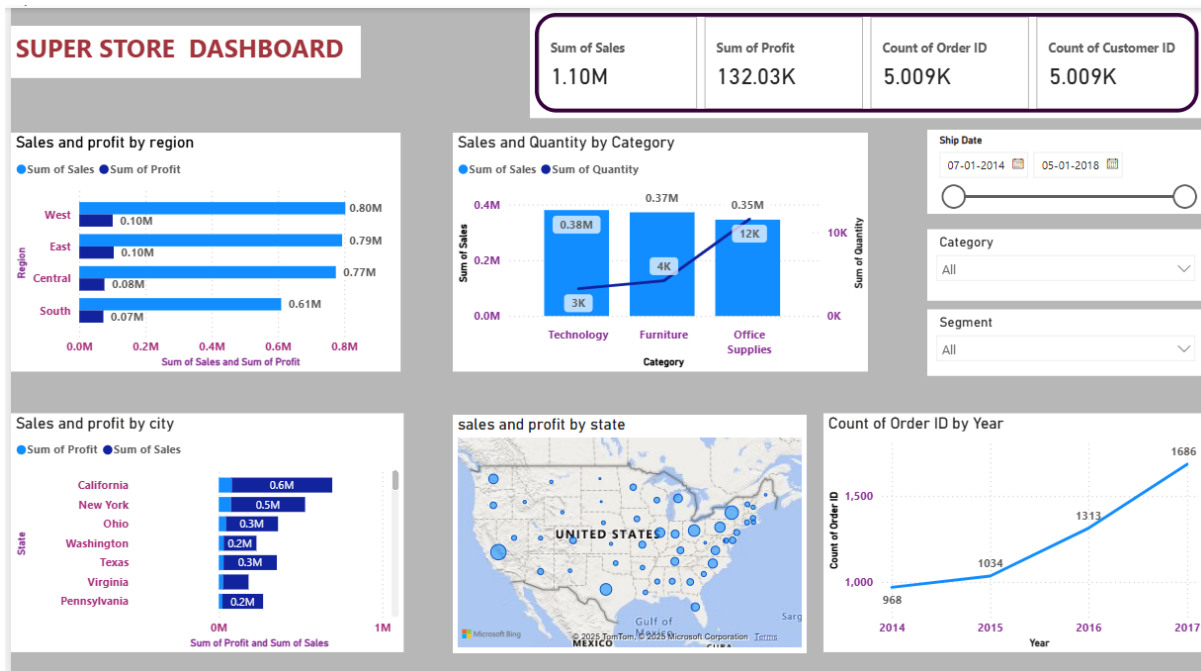 SUPER STORE DASHBOARD
Sum of Sales
1.10M
Sum of Profit
132.03K
Count of Order ID
5.009K
Count of Customer ID
5.009K
Sales and profit by region
Sum of Sales Sum of Profit
Region
West
0.80M
0.10M
East
0.79M
0.10M
Central
0.77M
0.08M
South
0.61M
0.07M
0.0M 0.2M 0.4M 0.6M 0.8M
Sum of Sales and Sum of Profit
Sales and Quantity by Category
Sum of Sales Sum of Quantity
Sum of Sales
0.4M
0.2M
0.0M
0.38M
0.37M
0.35M
3K
4K
12K
10K
0K
Sum of Quantity
Technology
Furniture
Office
Supplies
Category
Ship Date
07-01-2014 05-01-2018
Category
All
Segment
All
Sales and profit by city
Sum of Profit Sum of Sales
State
California
0.6M
New York
0.5M
Ohio
0.3M
Washington
0.2M
Texas
0.3M
Virginia
Pennsylvania
0.2M
0M 1M
Sum of Profit and Sum of Sales
sales and profit by state
UNITED STATES
Gulf of
Mexico
MEXICO
CUBA
Sarg
Microsoft Bing
© 2025 TomTom, © 2025 Microsoft Corporation Terms
Count of Order ID by Year
Count of Order ID
1,500
1,000
968
1034
1313
1686
2014 2015 2016 2017
Year